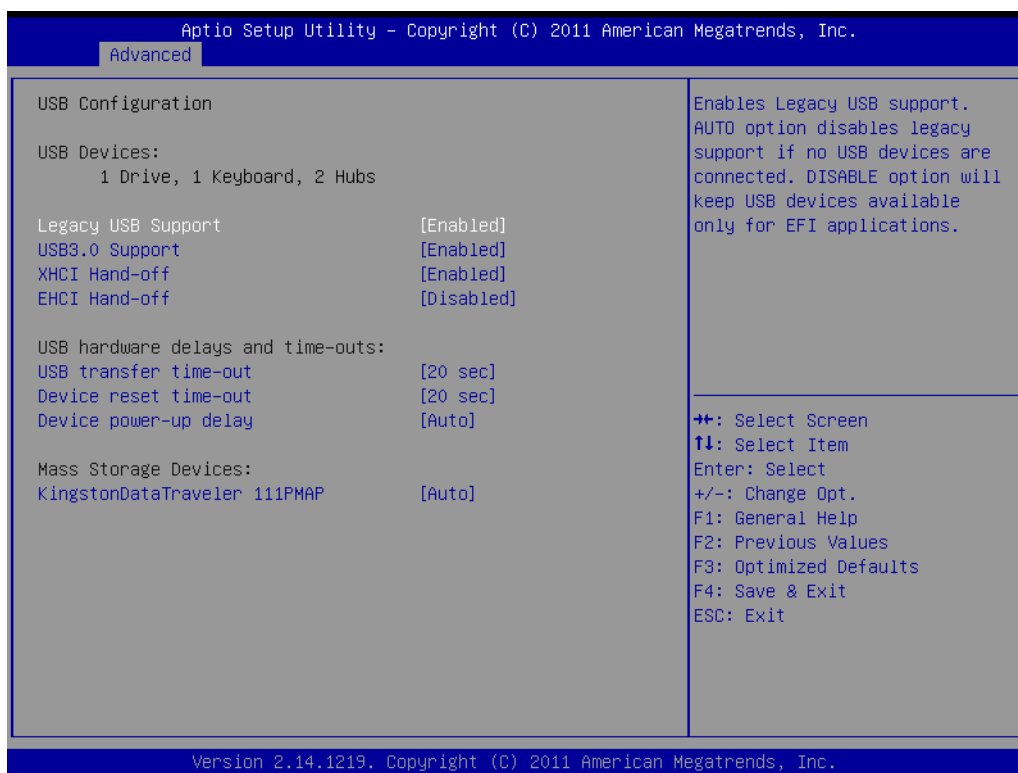 Aptio Setup Utility – Copyright (C) 2011 American Megatrends, Inc.
Advanced
USB Configuration
USB Devices:
1 Drive, 1 Keyboard, 2 Hubs
Legacy USB Support [Enabled]
USB3.0 Support [Enabled]
XHCI Hand-off [Enabled]
EHCI Hand-off [Disabled]
USB hardware delays and time-outs:
USB transfer time-out [20 sec]
Device reset time-out [20 sec]
Device power-up delay [Auto]
Mass Storage Devices:
KingstonDataTraveler 111PMAP [Auto]
Enables Legacy USB support.
AUTO option disables legacy
support if no USB devices are
connected. DISABLE option will
keep USB devices available
only for EFI applications.
→←: Select Screen
↑↓: Select Item
Enter: Select
+/-: Change Opt.
F1: General Help
F2: Previous Values
F3: Optimized Defaults
F4: Save & Exit
ESC: Exit
Version 2.14.1219. Copyright (C) 2011 American Megatrends, Inc.